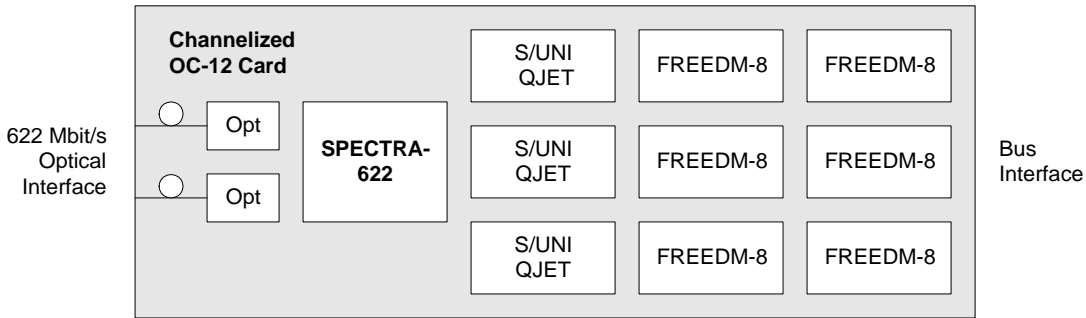 Channelized
OC-12 Card
622 Mbit/s
Optical
Interface
Opt
Opt
SPECTRA-
622
S/UNI
QJET
FREEDM-8
FREEDM-8
S/UNI
QJET
FREEDM-8
FREEDM-8
S/UNI
QJET
FREEDM-8
FREEDM-8
Bus
Interface